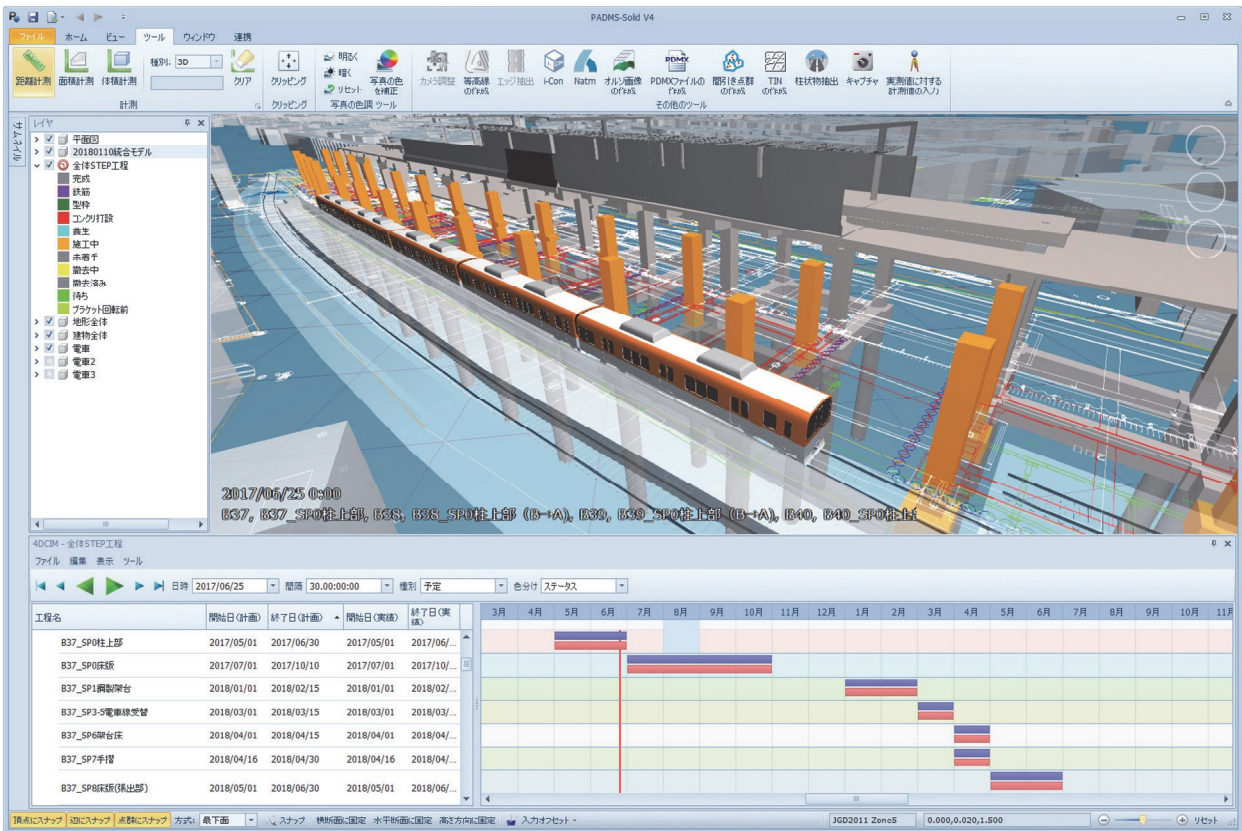 PADMS-Solid V4
ファイル ホーム ビュー ツール ウィンドウ 連携
距離計測 面積計測 体積計測 種別: 3D クリア
計測
クリッピング
クリッピング
明るく
暗く
リセット
写真の色を補正
写真の色調 ツール
カメラ調整 等高線の作成 エッジ抽出 i-Con Natm オルソ画像の作成 PDMXファイルの作成 間引き点群の作成 TINの作成 柱状物抽出 キャプチャ 実測値に対する計測値の入力
その他のツール
サムネイル
レイヤ
平面図
20180110統合モデル
全体STEP工程
完成
鉄筋
型枠
コンクリ打設
養生
施工中
未着手
撤去中
撤去済み
待ち
ブラケット回転前
地形全体
建物全体
電車
電車2
電車3
2017/06/25 0:00
B37, B37_SP0柱上部, B38, B38_SP0柱上部 (B→A), B39, B39_SP0柱上部 (B→A), B40, B40_SP0柱上部
4DCIM - 全体STEP工程
ファイル 編集 表示 ツール
日時 2017/06/25 間隔 30.00:00:00 種別 予定 色分け ステータス
工程名 開始日(計画) 終了日(計画) 開始日(実績) 終了日(実績)
3月 4月 5月 6月 7月 8月 9月 10月 11月 12月 1月 2月 3月 4月 5月 6月 7月 8月 9月 10月 11月
B37_SP0柱上部 2017/05/01 2017/06/30 2017/05/01 2017/06/...
B37_SP0床版 2017/07/01 2017/10/10 2017/07/01 2017/10/...
B37_SP1鋼製架台 2018/01/01 2018/02/15 2018/01/01 2018/02/...
B37_SP3-5電車線受替 2018/03/01 2018/03/15 2018/03/01 2018/03/...
B37_SP6架台床 2018/04/01 2018/04/15 2018/04/01 2018/04/...
B37_SP7手摺 2018/04/16 2018/04/30 2018/04/16 2018/04/...
B37_SP8床版(張出部) 2018/05/01 2018/06/30 2018/05/01 2018/06/...
頂点にスナップ 辺にスナップ 点群にスナップ 方式: 最下面 スナップ 横断面に固定 水平断面に固定 高さ方向に固定 入力オフセット JGD2011 Zone5 0.000,0.020,1.500 リセット